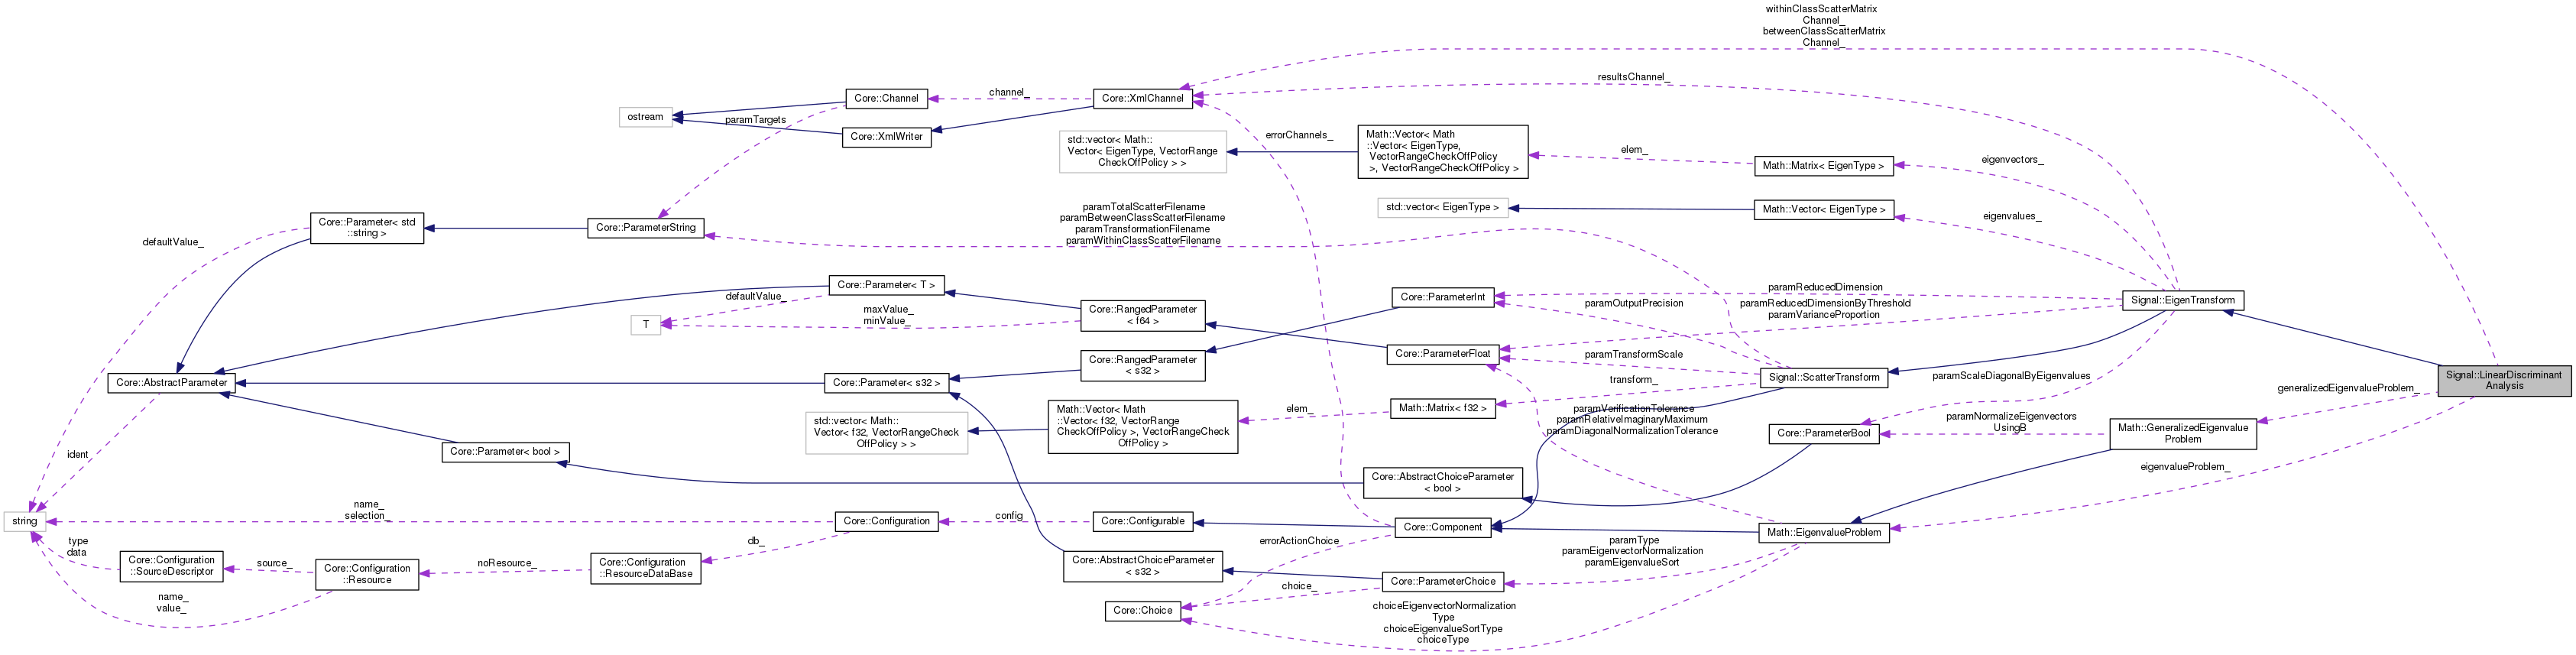 withinClassScatterMatrix
Channel_
betweenClassScatterMatrix
Channel_
resultsChannel_
Core::Channel
channel_
Core::XmlChannel
ostream
paramTargets
Core::XmlWriter
errorChannels_
std::vector< Math::
Vector< EigenType, VectorRange
CheckOffPolicy > >
Math::Vector< Math
::Vector< EigenType,
VectorRangeCheckOffPolicy
>, VectorRangeCheckOffPolicy >
elem_
Math::Matrix< EigenType >
eigenvectors_
std::vector< EigenType >
Math::Vector< EigenType >
eigenvalues_
defaultValue_
Core::Parameter< std
::string >
Core::ParameterString
paramTotalScatterFilename
paramBetweenClassScatterFilename
paramTransformationFilename
paramWithinClassScatterFilename
Core::Parameter< T >
defaultValue_
T
maxValue_
minValue_
Core::RangedParameter
< f64 >
Core::ParameterInt
paramOutputPrecision
paramReducedDimension
paramReducedDimensionByThreshold
paramVarianceProportion
Signal::EigenTransform
Core::ParameterFloat
paramTransformScale
Core::RangedParameter
< s32 >
Core::AbstractParameter
Core::Parameter< s32 >
transform_
Signal::ScatterTransform
paramScaleDiagonalByEigenvalues
Signal::LinearDiscriminant
Analysis
generalizedEigenvalueProblem_
std::vector< Math::
Vector< f32, VectorRangeCheck
OffPolicy > >
Math::Vector< Math
::Vector< f32, VectorRange
CheckOffPolicy >, VectorRangeCheck
OffPolicy >
elem_
Math::Matrix< f32 >
paramVerificationTolerance
paramRelativeImaginaryMaximum
paramDiagonalNormalizationTolerance
Core::ParameterBool
paramNormalizeEigenvectors
UsingB
Math::GeneralizedEigenvalue
Problem
ident
Core::Parameter< bool >
Core::AbstractChoiceParameter
< bool >
eigenvalueProblem_
string
name_
selection_
Core::Configuration
config
Core::Configurable
Core::Component
Math::EigenvalueProblem
type
data
Core::Configuration
::SourceDescriptor
source_
Core::Configuration
::Resource
noResource_
Core::Configuration
::ResourceDataBase
db_
Core::AbstractChoiceParameter
< s32 >
errorActionChoice
paramType
paramEigenvectorNormalization
paramEigenvalueSort
Core::ParameterChoice
choice_
name_
value_
Core::Choice
choiceEigenvectorNormalization
Type
choiceEigenvalueSortType
choiceType